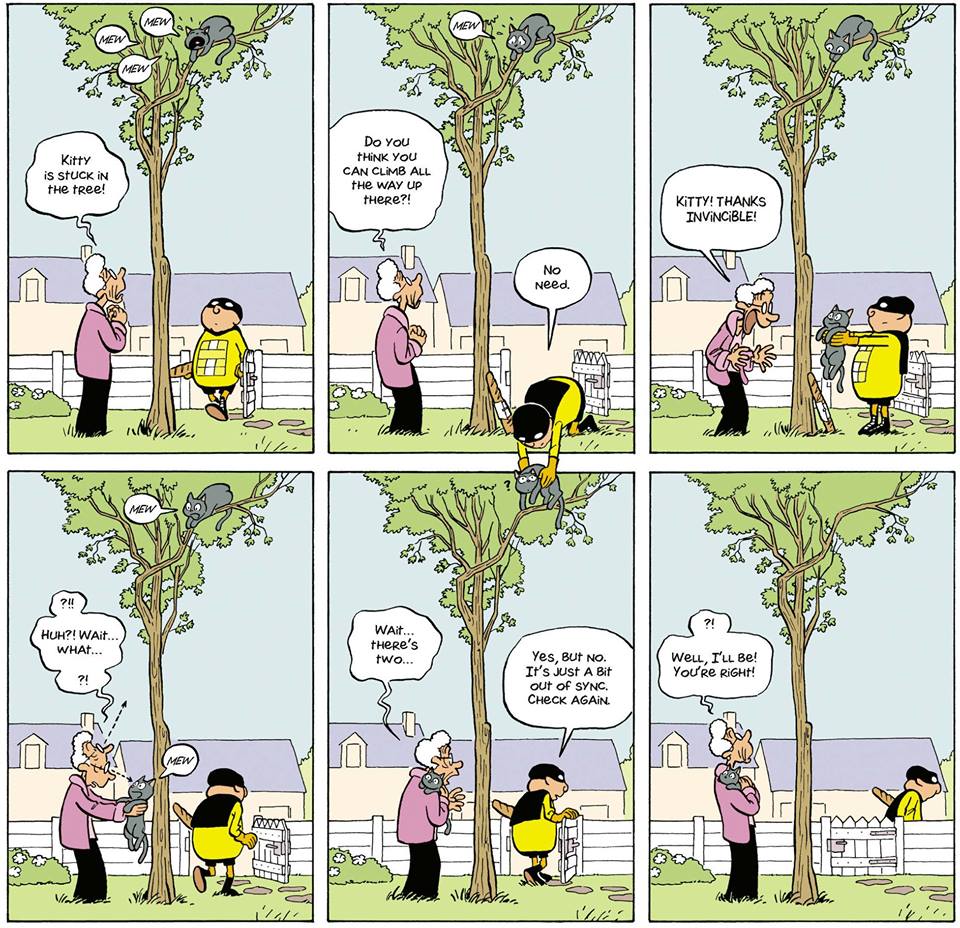 MEW
MEW
MEW
Kitty
is stuck in
the tree!
MEW
Do you
think you
can climb all
the way up
there?!
No
need.
Kitty! Thanks
Invincible!
MEW
?!!
Huh?! Wait...
what...
?!
MEW
?
Wait...
there's
two...
Yes, but no.
It's just a bit
out of sync.
Check again.
?!
Well, I'll be!
You're right!